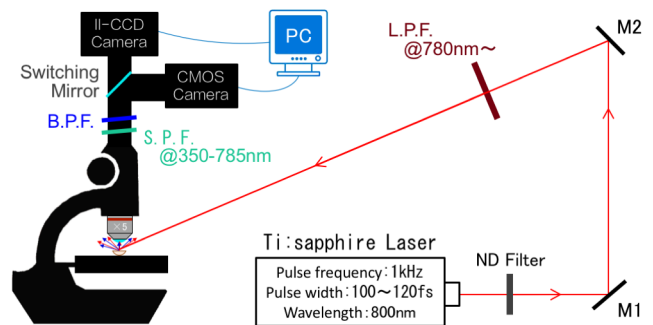 II-CCD
Camera
PC
L.P.F.
@780nm～
M2
Switching
Mirror
CMOS
Camera
B.P.F.
S.P.F.
@350-785nm
×5
Ti:sapphire Laser
Pulse frequency:1kHz
Pulse width:100～120fs
Wavelength:800nm
ND Filter
M1